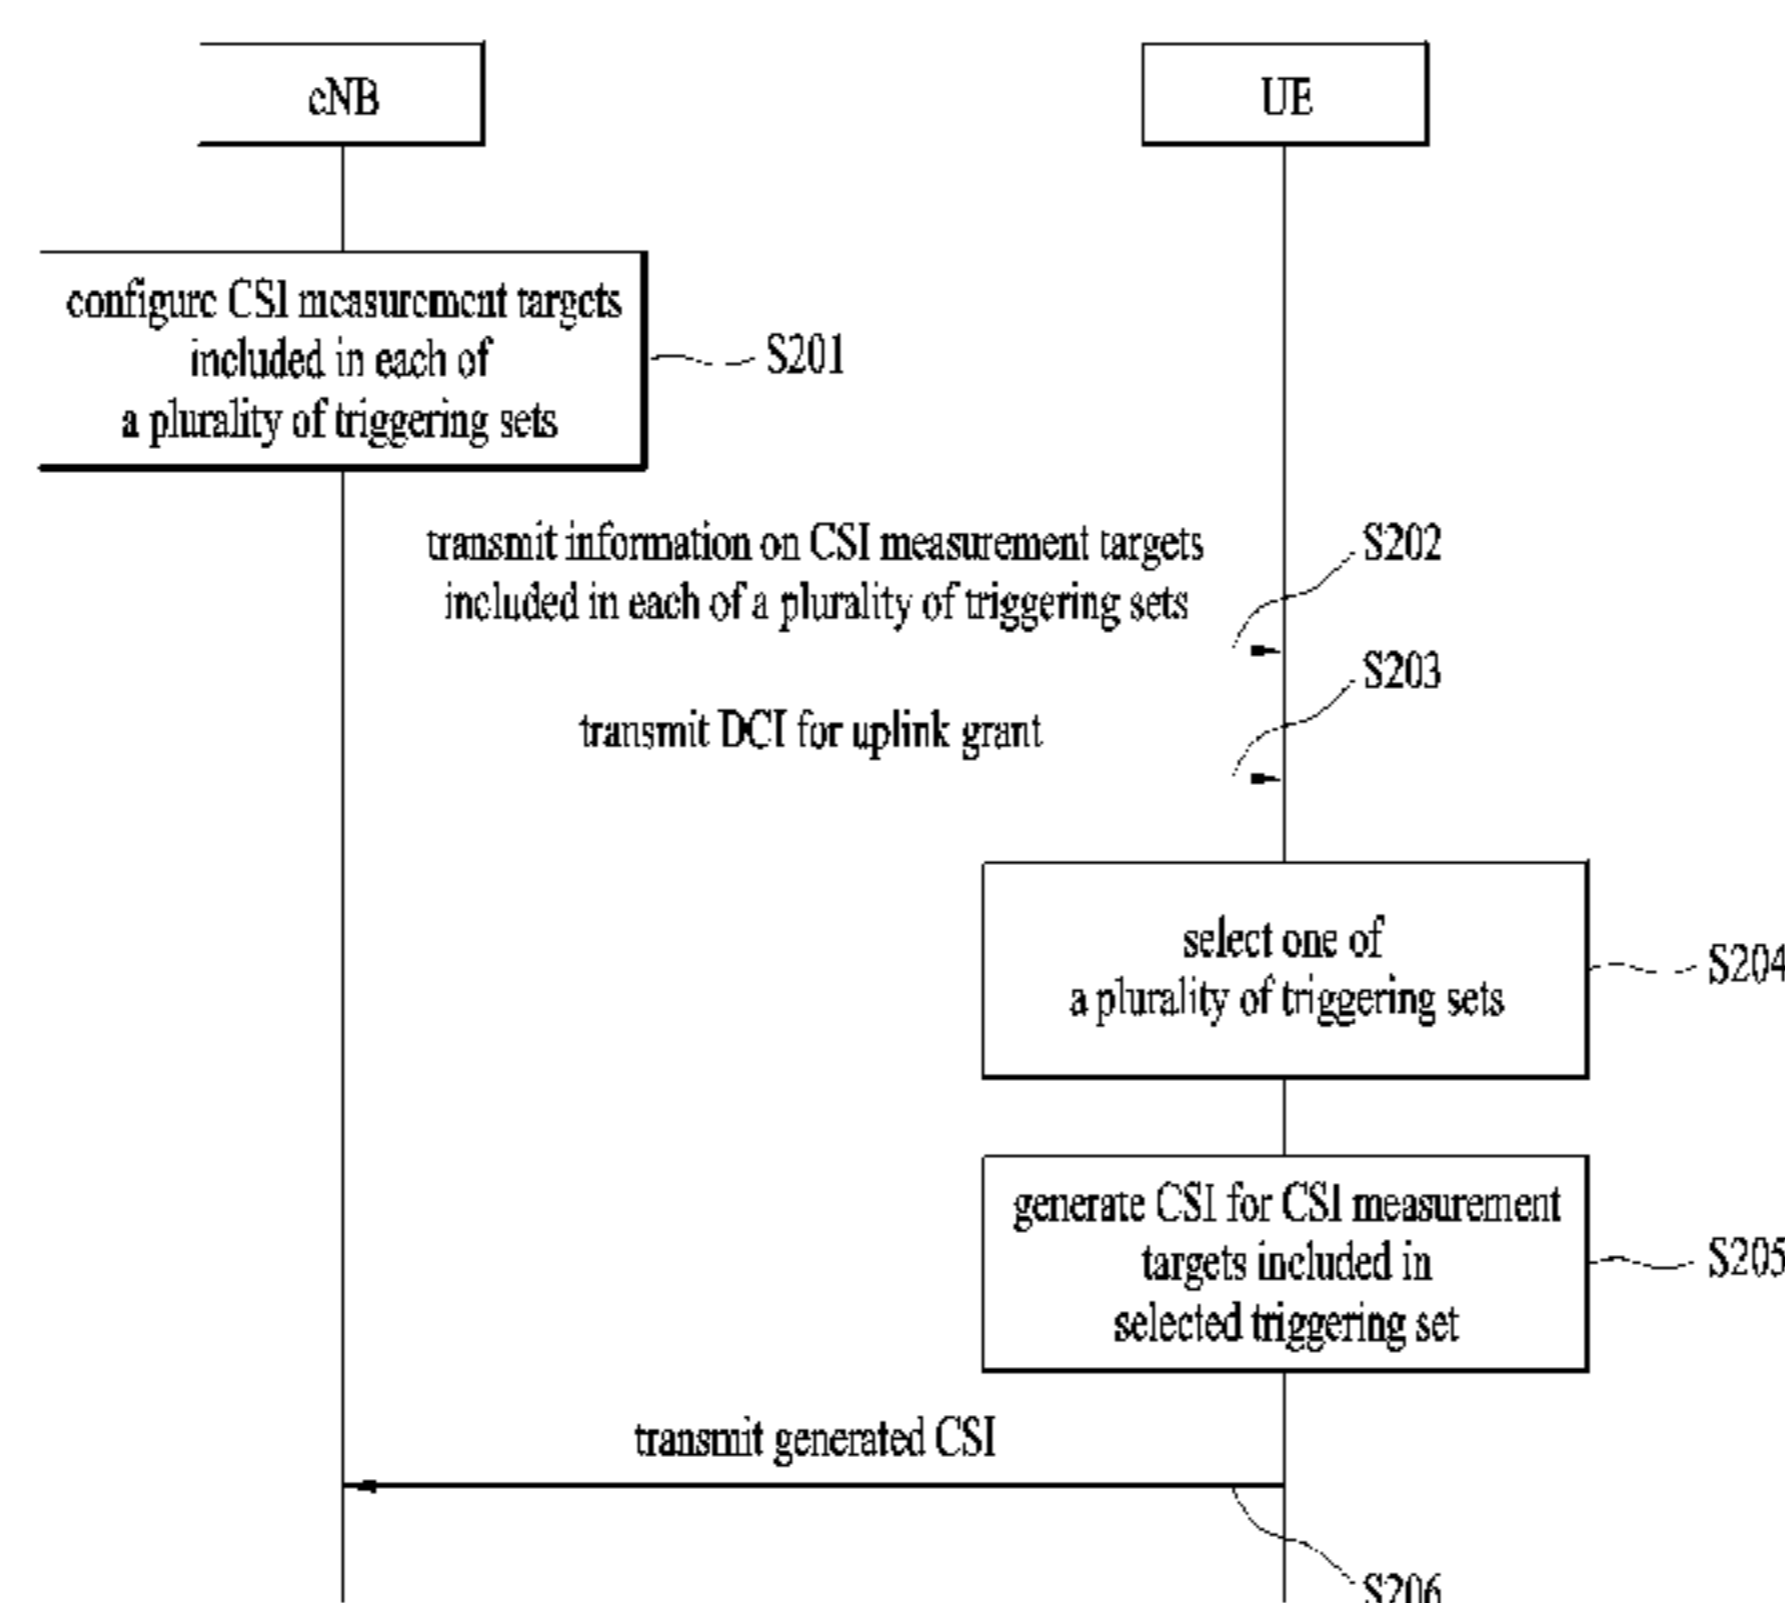 eNB
UE
configure CSI measurement targets
included in each of
a plurality of triggering sets
S201
transmit information on CSI measurement targets
included in each of a plurality of triggering sets
S202
S203
transmit DCI for uplink grant
select one of
a plurality of triggering sets
S204
generate CSI for CSI measurement
targets included in
selected triggering set
S205
transmit generated CSI
S206